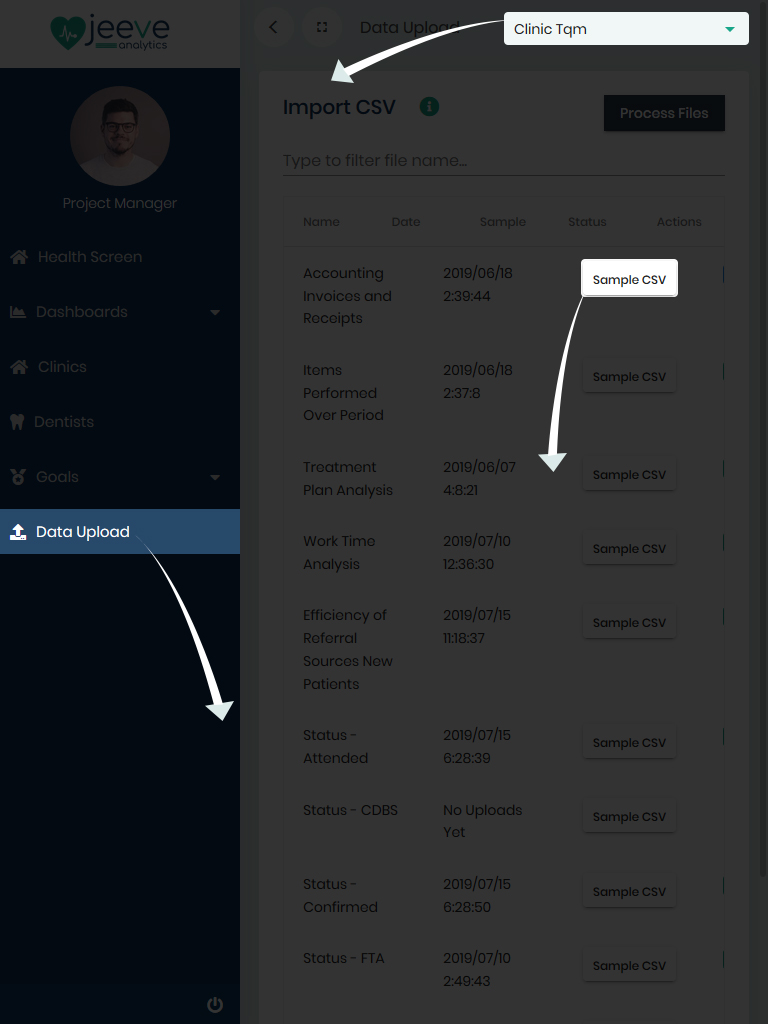 jeeve
analytics
Project Manager
Health Screen
Dashboards
Clinics
Dentists
Goals
Data Upload
Data Upload
Clinic Tqm
Import CSV
Process Files
Type to filter file name...
Name Date Sample Status Actions
Accounting 2019/06/18 Sample CSV
Invoices and 2:39:44
Receipts
Items 2019/06/18 Sample CSV
Performed 2:37:8
Over Period
Treatment 2019/06/07 Sample CSV
Plan Analysis 4:8:21
Work Time 2019/07/10 Sample CSV
Analysis 12:36:30
Efficiency of 2019/07/15 Sample CSV
Referral 11:18:37
Sources New
Patients
Status - 2019/07/15 Sample CSV
Attended 6:28:39
Status - CDBS No Uploads Sample CSV
Yet
Status - 2019/07/15 Sample CSV
Confirmed 6:28:50
Status - FTA 2019/07/10 Sample CSV
2:49:43